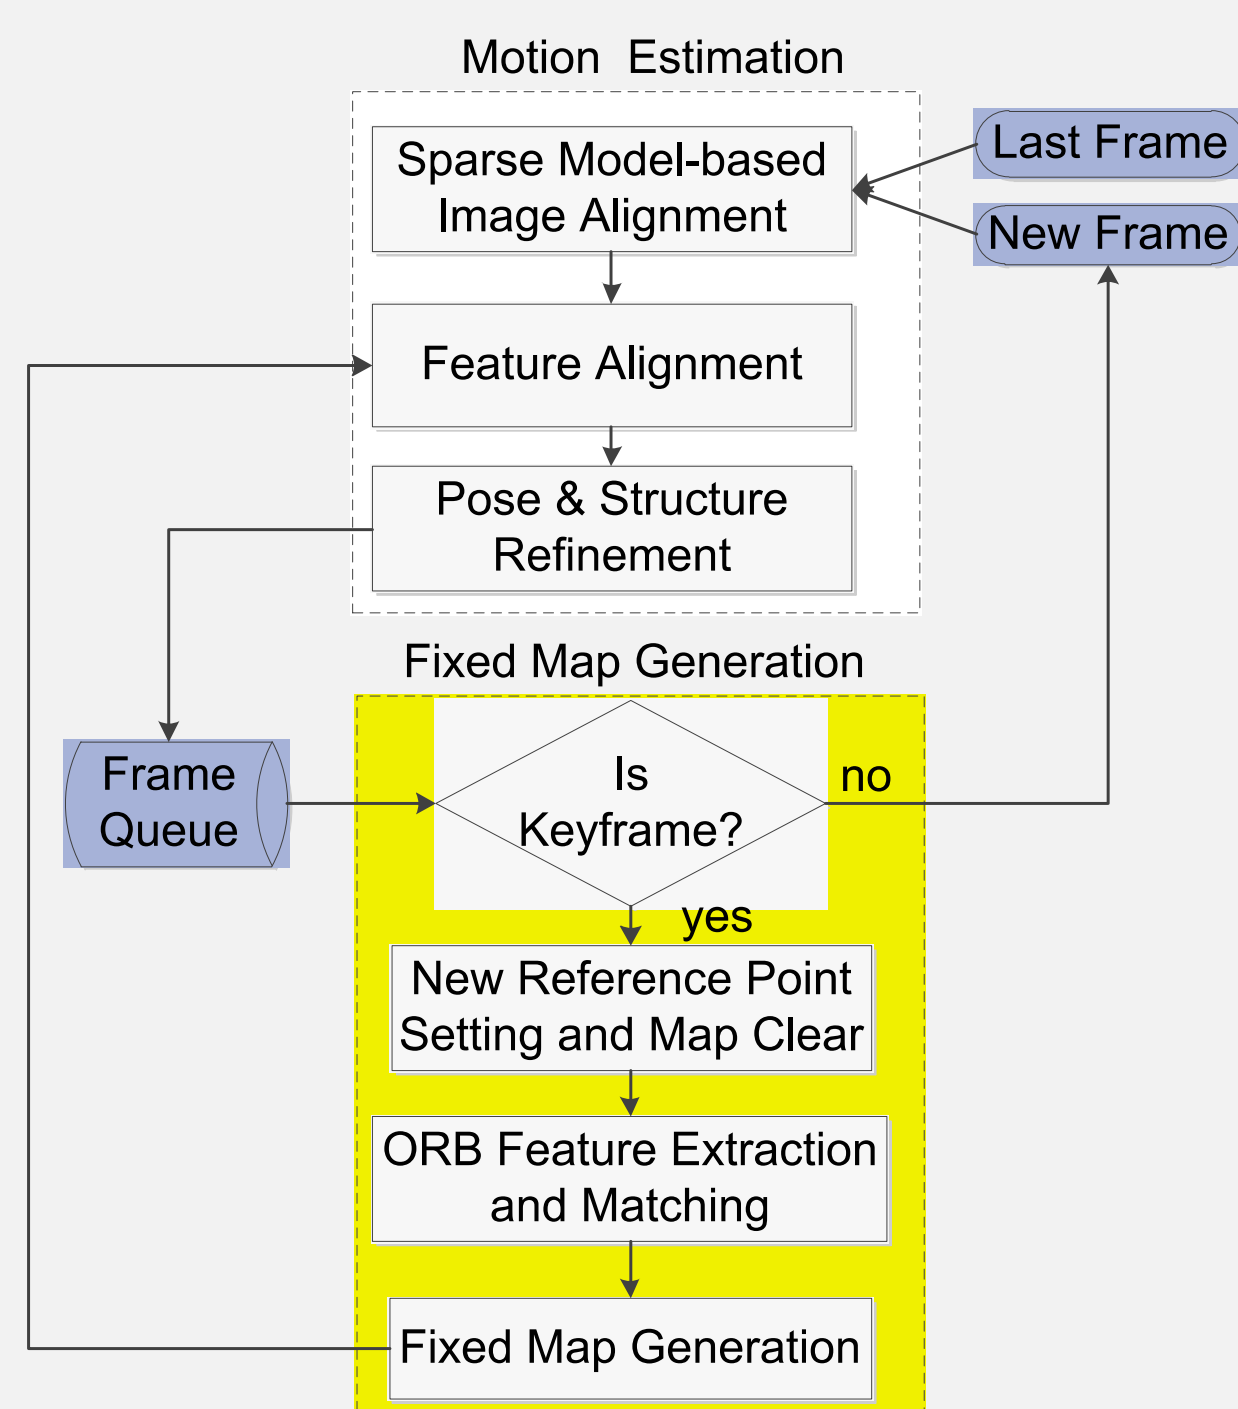 Motion Estimation
Sparse Model-based
Image Alignment
Last Frame
New Frame
Feature Alignment
Pose & Structure
Refinement
Fixed Map Generation
Frame
Queue
Is
Keyframe?
no
yes
New Reference Point
Setting and Map Clear
ORB Feature Extraction
and Matching
Fixed Map Generation